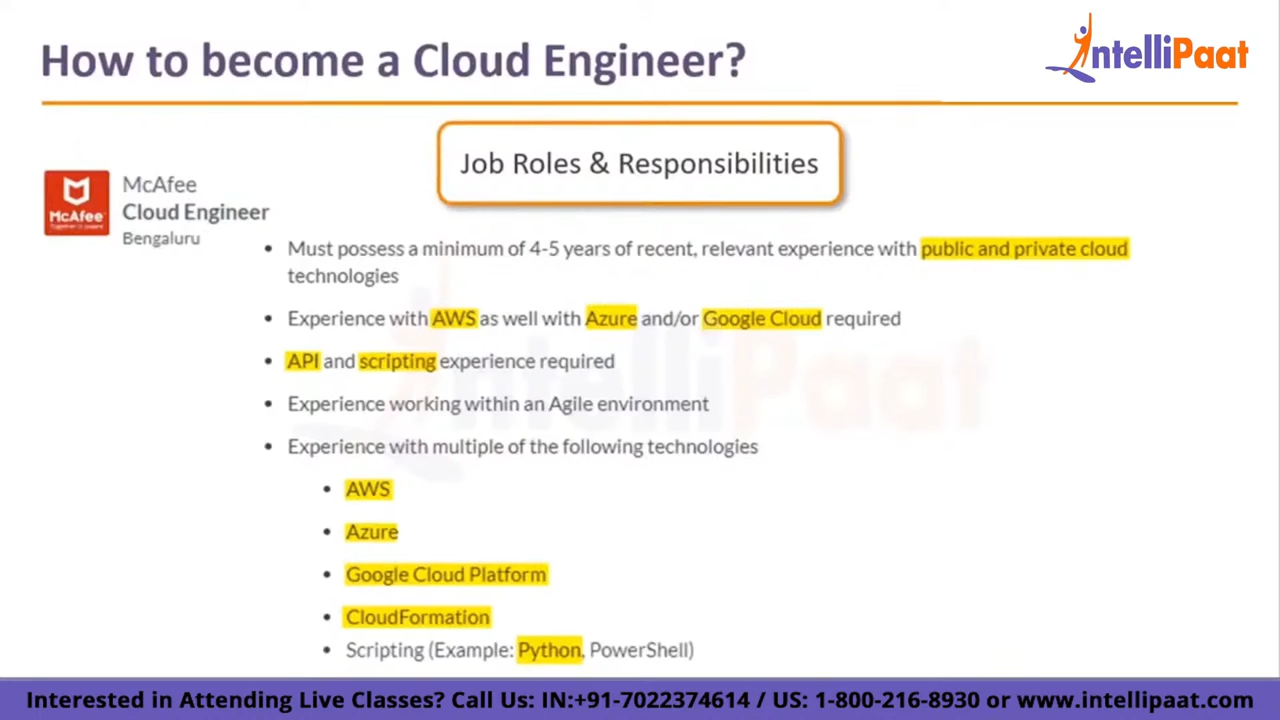 How to become a Cloud Engineer?
IntelliPaat
Job Roles & Responsibilities
McAfee
Together is power.
McAfee
Cloud Engineer
Bengaluru
• Must possess a minimum of 4-5 years of recent, relevant experience with public and private cloud
technologies
• Experience with AWS as well with Azure and/or Google Cloud required
• API and scripting experience required
• Experience working within an Agile environment
• Experience with multiple of the following technologies
• AWS
• Azure
• Google Cloud Platform
• CloudFormation
• Scripting (Example: Python, PowerShell)
IntelliPaat
Interested in Attending Live Classes? Call Us: IN:+91-7022374614 / US: 1-800-216-8930 or www.intellipaat.com